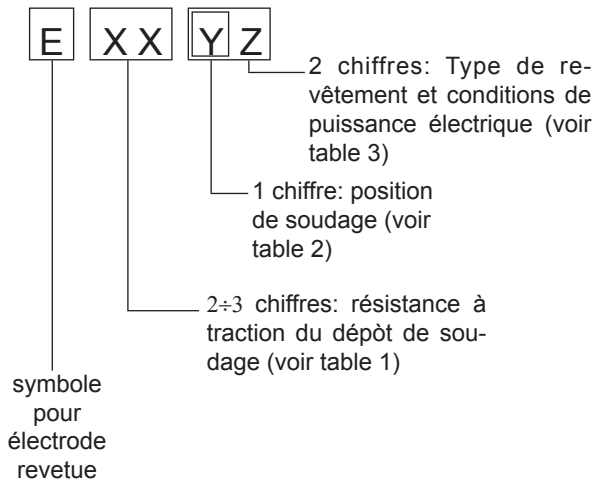 E XX YZ
2 chiffres: Type de re-
vêtement et conditions de
puissance électrique (voir
table 3)
1 chiffre: position
de soudage (voir
table 2)
2÷3 chiffres: résistance à
traction du dépòt de sou-
dage (voir table 1)
symbole
pour
électrode
revetue